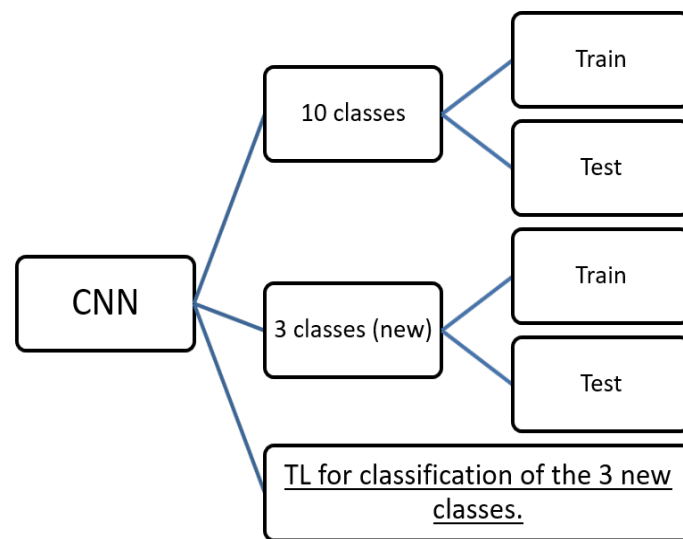 CNN
10 classes
Train
Test
3 classes (new)
Train
Test
TL for classification of the 3 new
classes.